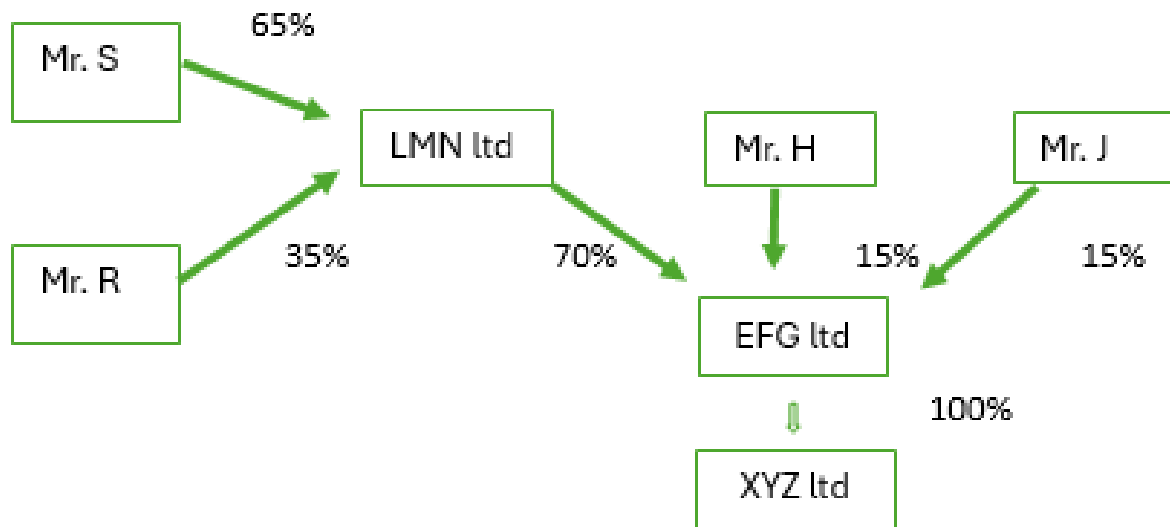 65%
Mr. S
LMN ltd
Mr. H
Mr. J
Mr. R
35%
70%
15%
15%
EFG ltd
100%
XYZ ltd